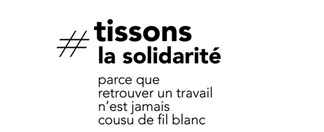 #tissons
la solidarité
parce que
retrouver un travail
n'est jamais
cousu de fil blanc